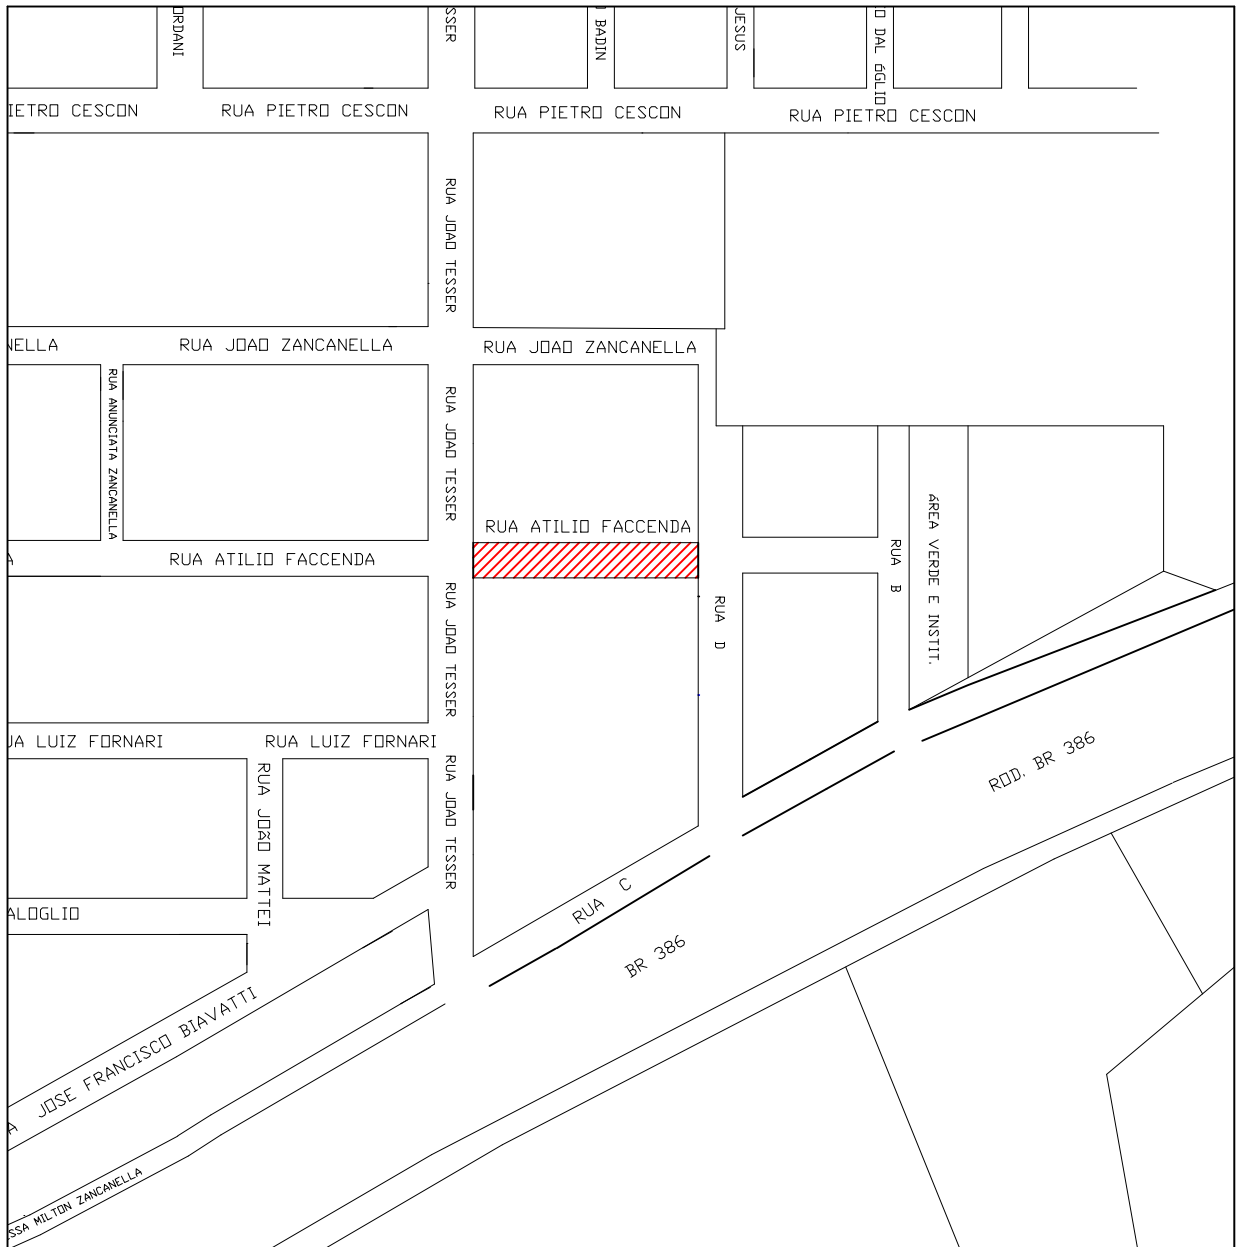 ORDANI
SSER
BADIN
JESUS
O DAL áGLIO
IETRO CESCON
RUA PIETRO CESCON
RUA PIETRO CESCON
RUA PIETRO CESCON
RUA JOAO TESSER
NELLA
RUA JOAO ZANCANELLA
RUA JOAO ZANCANELLA
RUA ANUNCIATA ZANCANELLA
RUA JOAO TESSER
RUA ATILIO FACCENDA
ÁREA VERDE E INSTIT.
A
RUA ATILIO FACCENDA
RUA B
RUA JOAO TESSER
RUA D
UA LUIZ FORNARI
RUA LUIZ FORNARI
ROD. BR 386
RUA JOÃO MATTEI
RUA JOAO TESSER
RUA C
ALOGLIO
BR 386
A JOSE FRANCISCO BIAVATTI
SSA MILTON ZANCANELLA